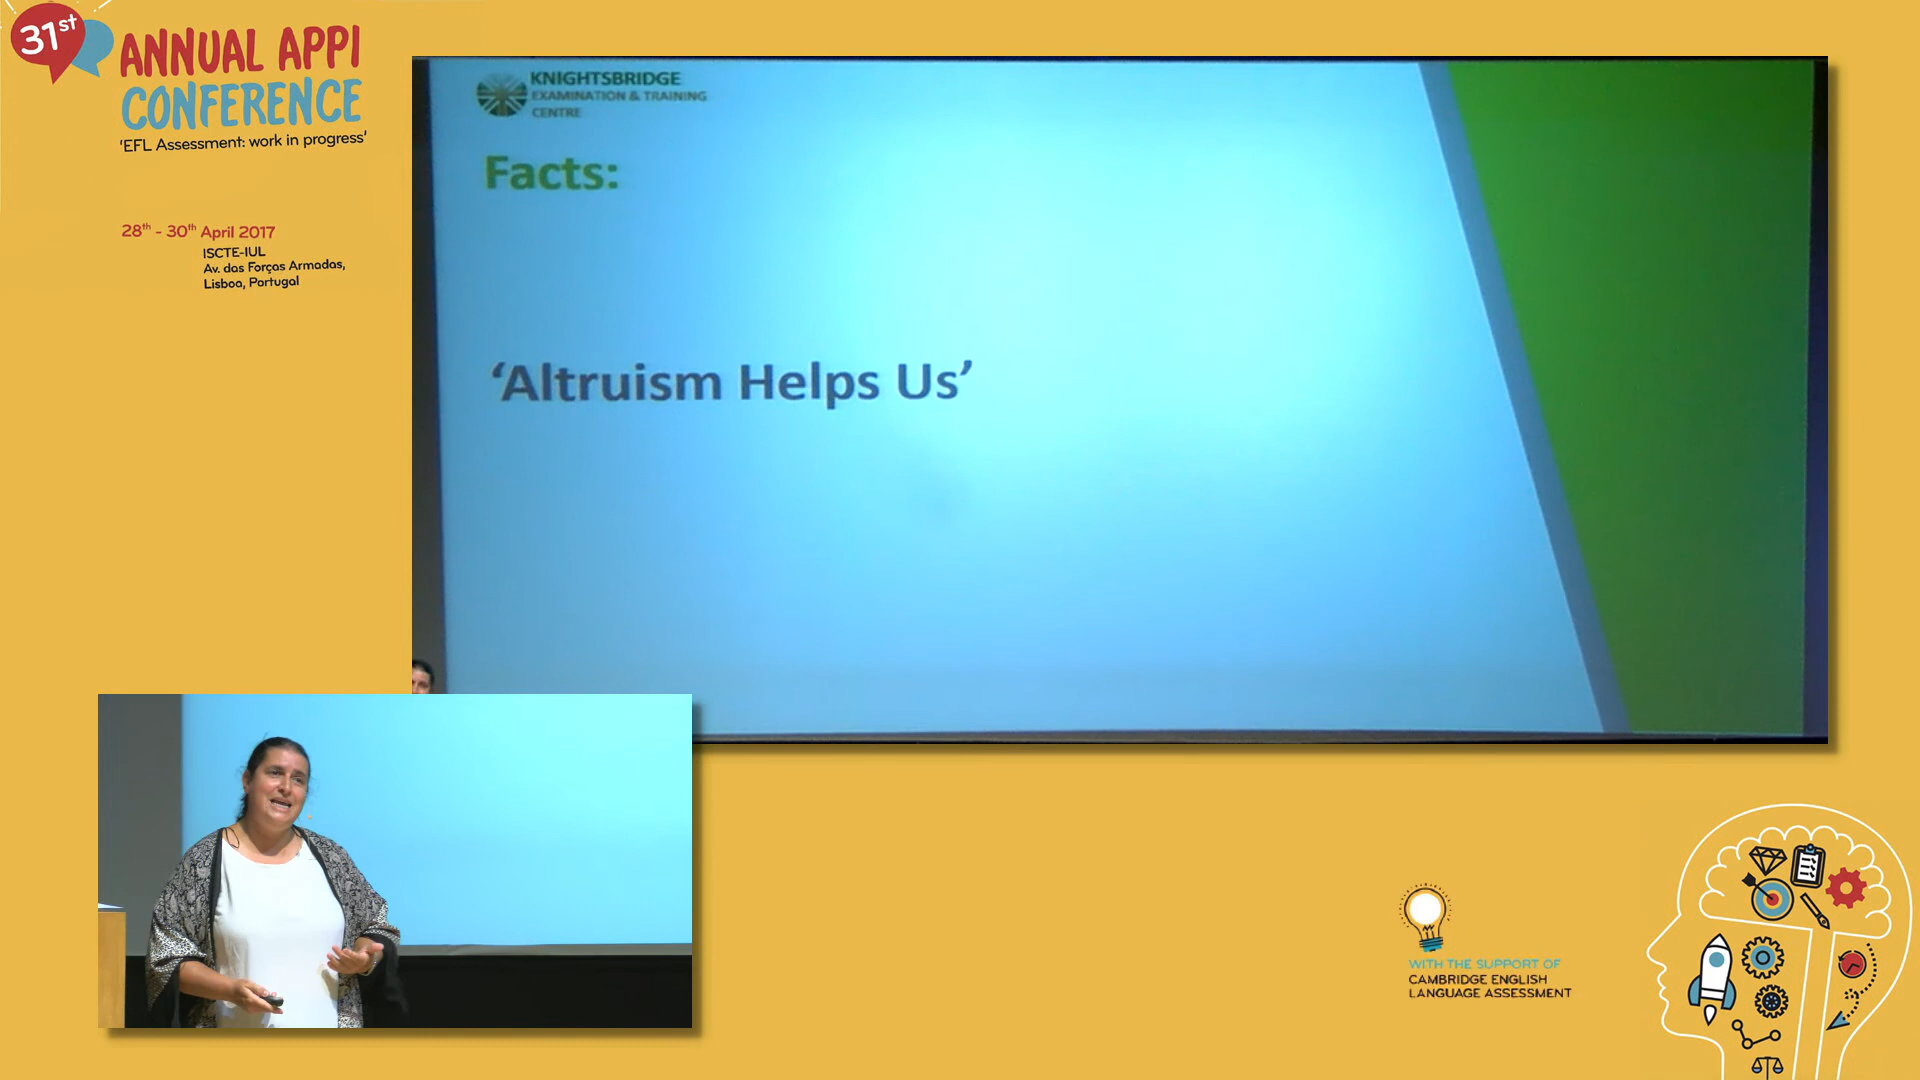 31st
ANNUAL APPI
CONFERENCE
'EFL Assessment: work in progress'
28th - 30th April 2017
ISCTE-IUL
Av. das Forças Armadas,
Lisboa, Portugal
KNIGHTSBRIDGE
EXAMINATION & TRAINING
CENTRE
Facts:
‘Altruism Helps Us’
WITH THE SUPPORT OF
CAMBRIDGE ENGLISH
LANGUAGE ASSESSMENT